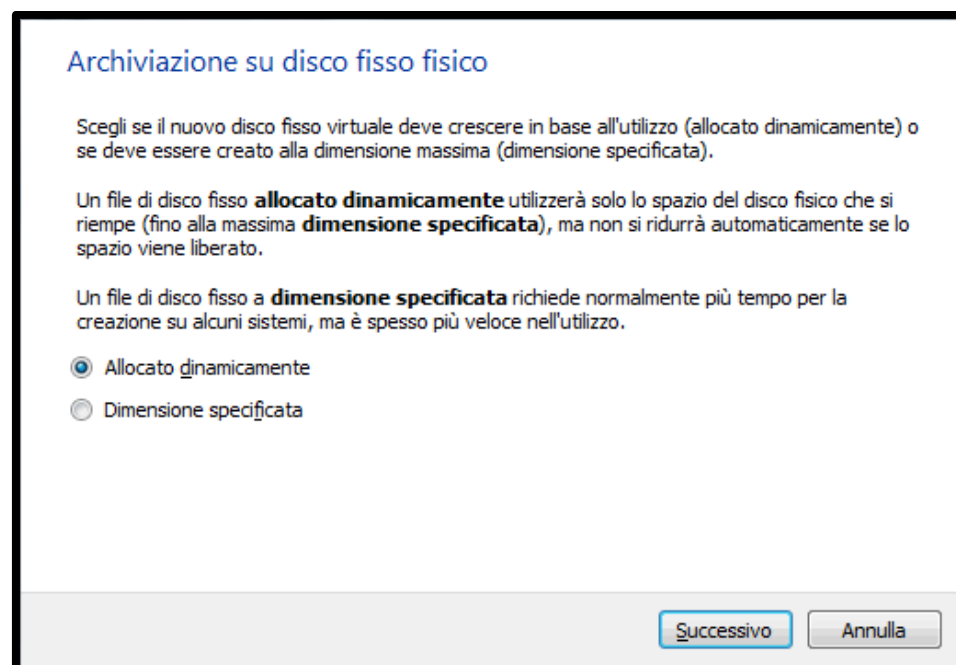 Archiviazione su disco fisso fisico
Scegli se il nuovo disco fisso virtuale deve crescere in base all'utilizzo (allocato dinamicamente) o
se deve essere creato alla dimensione massima (dimensione specificata).
Un file di disco fisso allocato dinamicamente utilizzerà solo lo spazio del disco fisico che si
riempe (fino alla massima dimensione specificata), ma non si ridurrà automaticamente se lo
spazio viene liberato.
Un file di disco fisso a dimensione specificata richiede normalmente più tempo per la
creazione su alcuni sistemi, ma è spesso più veloce nell'utilizzo.
Allocato dinamicamente
Dimensione specificata
Successivo
Annulla